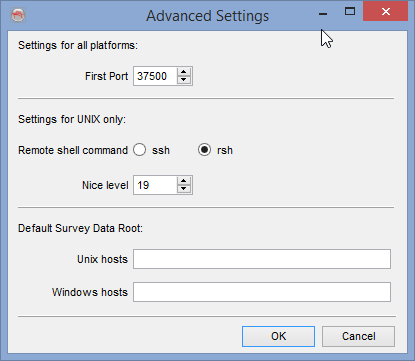 Advanced Settings
Settings for all platforms:
First Port 37500
Settings for UNIX only:
Remote shell command ssh rsh
Nice level 19
Default Survey Data Root:
Unix hosts
Windows hosts
OK Cancel